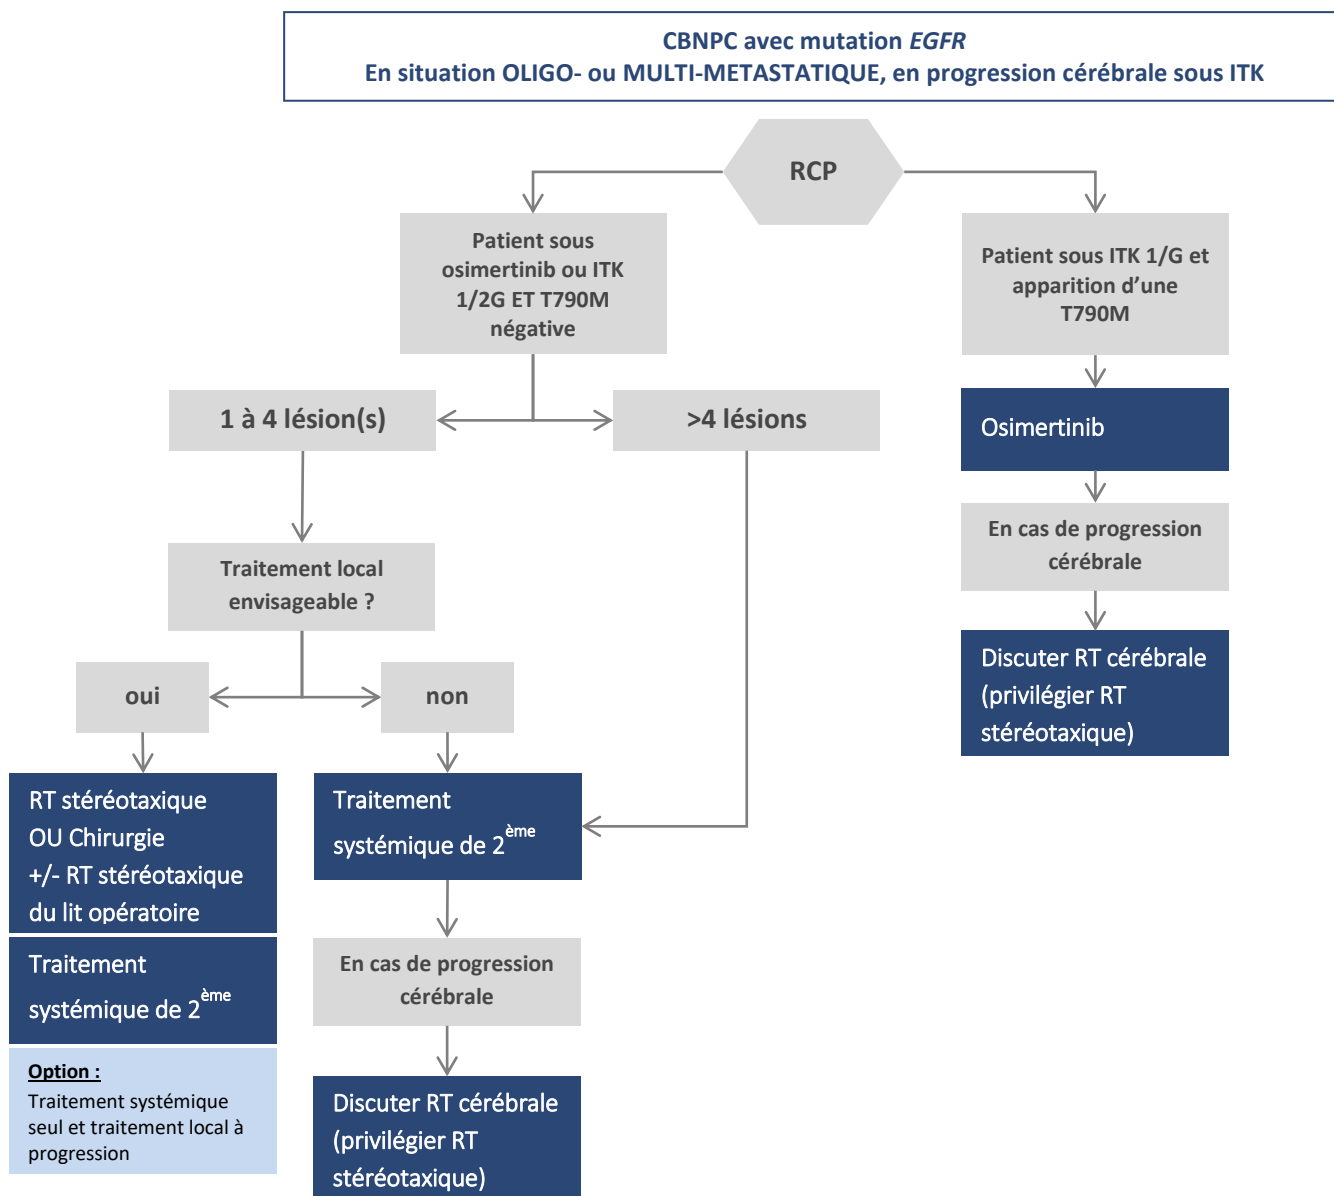 CBNPC avec mutation EGFR
En situation OLIGO- ou MULTI-METASTATIQUE, en progression cérébrale sous ITK
RCP
Patient sous
osimertinib ou ITK
1/2G ET T790M
négative
Patient sous ITK 1/G et
apparition d’une
T790M
1 à 4 lésion(s)
>4 lésions
Osimertinib
En cas de progression
cérébrale
Traitement local
envisageable ?
Discuter RT cérébrale
(privilégier RT
stéréotaxique)
oui
non
RT stéréotaxique
OU Chirurgie
+/- RT stéréotaxique
du lit opératoire
Traitement
systémique de 2ème
Traitement
systémique de 2ème
En cas de progression
cérébrale
Option :
Traitement systémique
seul et traitement local à
progression
Discuter RT cérébrale
(privilégier RT
stéréotaxique)